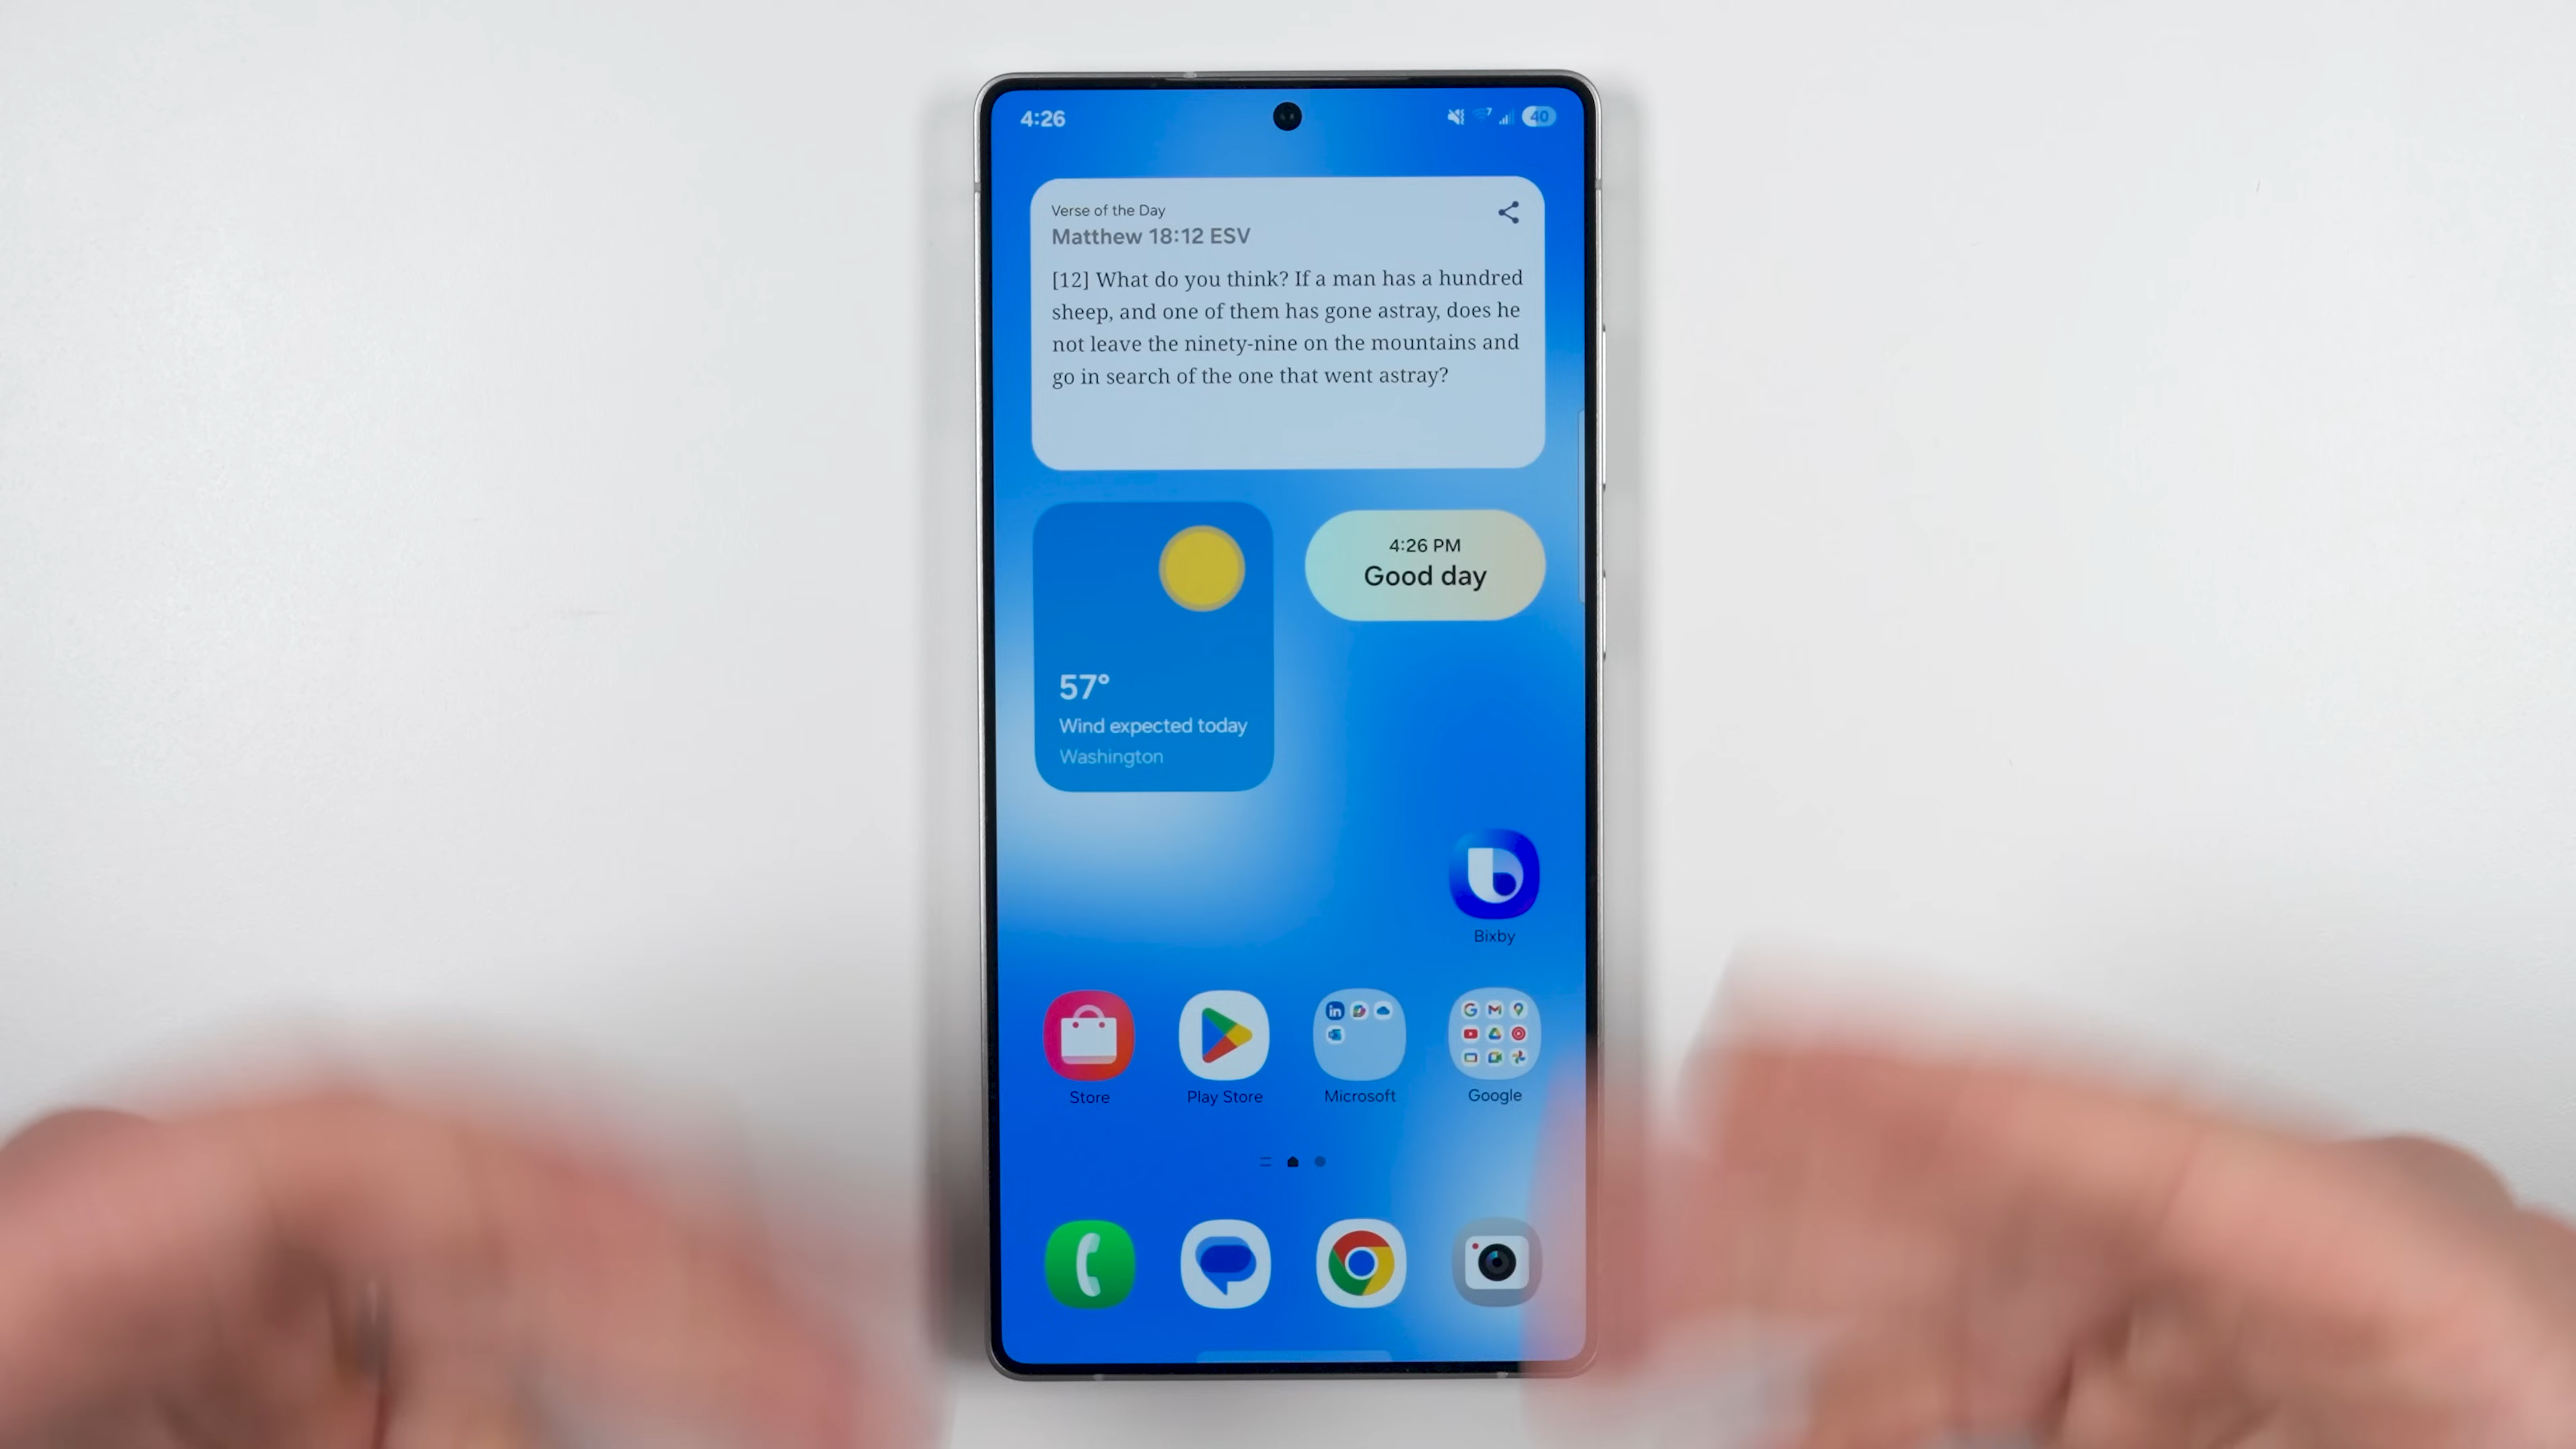 4:26
7
40
Verse of the Day
Matthew 18:12 ESV
[12] What do you think? If a man has a hundred
sheep, and one of them has gone astray, does he
not leave the ninety-nine on the mountains and
go in search of the one that went astray?
4:26 PM
Good day
57°
Wind expected today
Washington
Bixby
Store
Play Store
Microsoft
Google